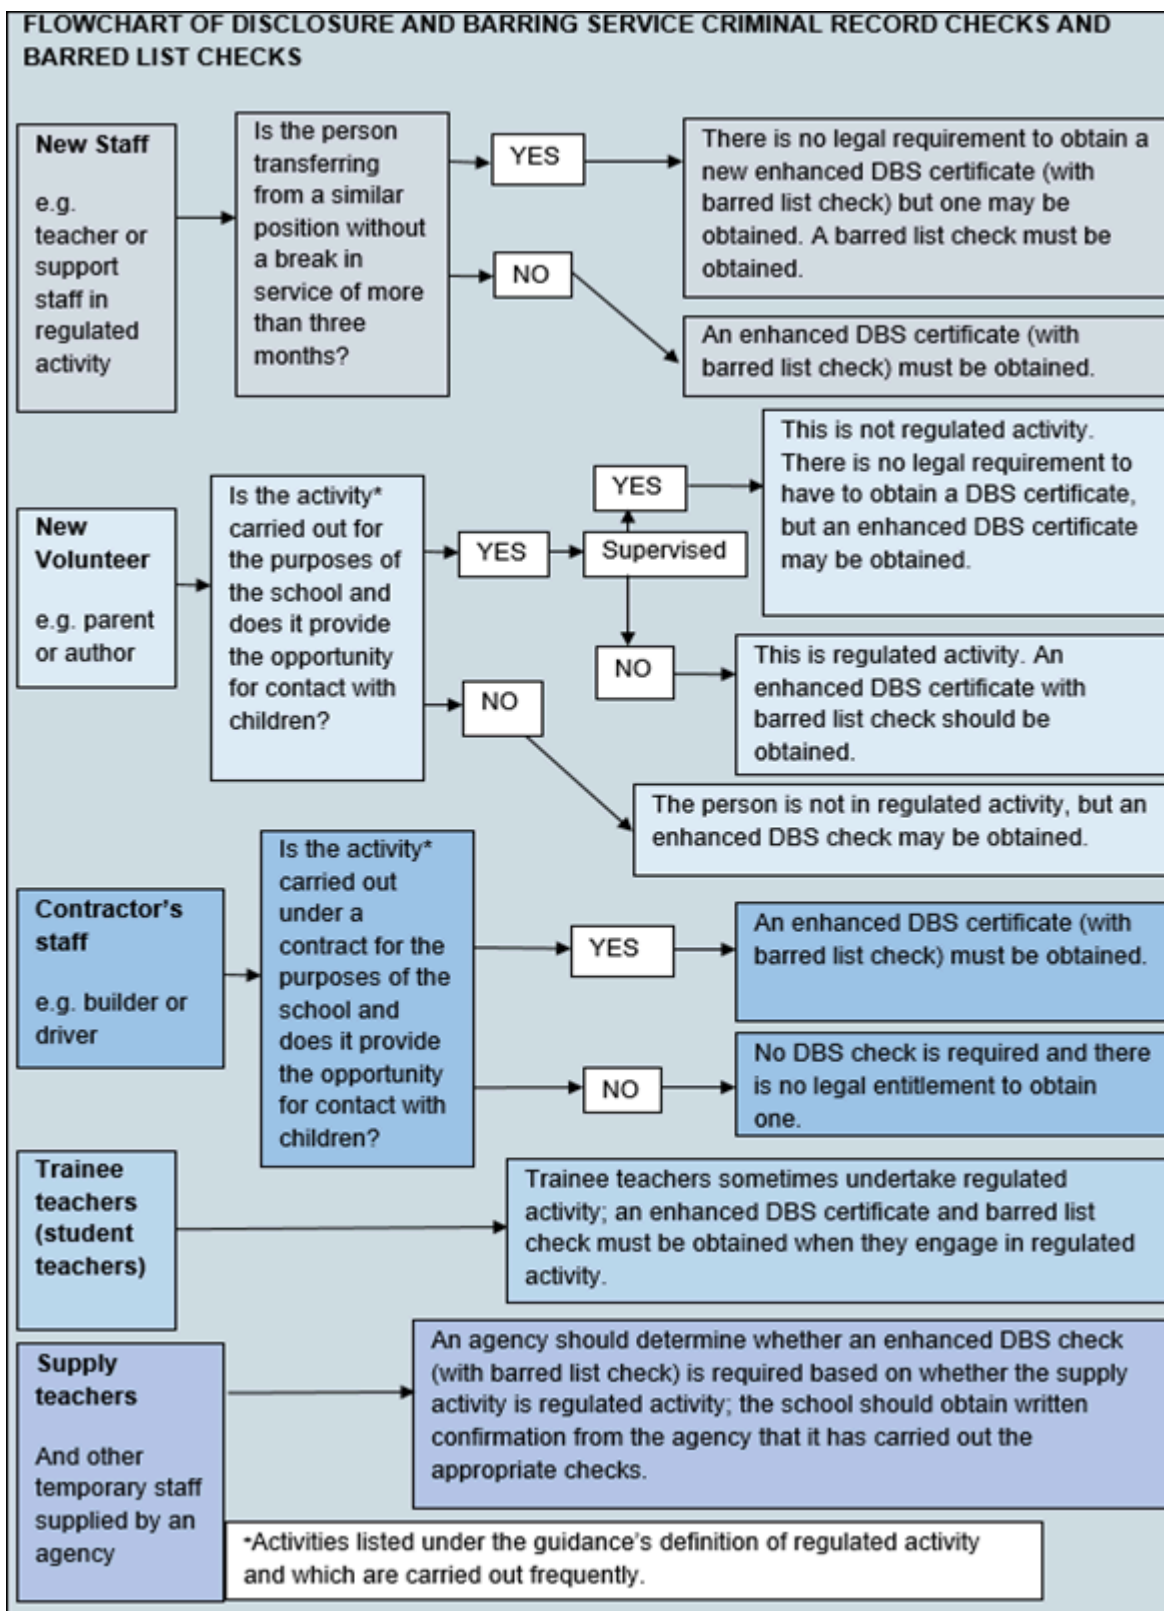 FLOWCHART OF DISCLOSURE AND BARRING SERVICE CRIMINAL RECORD CHECKS AND
BARRED LIST CHECKS
New Staff
e.g.
teacher or
support
staff in
regulated
activity
Is the person
transferring
from a similar
position without
a break in
service of more
than three
months?
YES
There is no legal requirement to obtain a
new enhanced DBS certificate (with
barred list check) but one may be
obtained. A barred list check must be
obtained.
NO
An enhanced DBS certificate (with
barred list check) must be obtained.
New
Volunteer
e.g. parent
or author
Is the activity*
carried out for
the purposes of
the school and
does it provide
the opportunity
for contact with
children?
YES
Supervised
YES
This is not regulated activity.
There is no legal requirement to
have to obtain a DBS certificate,
but an enhanced DBS certificate
may be obtained.
NO
This is regulated activity. An
enhanced DBS certificate with
barred list check should be
obtained.
NO
The person is not in regulated activity, but an
enhanced DBS check may be obtained.
Contractor's
staff
e.g. builder or
driver
Is the activity*
carried out
under a
contract for the
purposes of the
school and
does it provide
the opportunity
for contact with
children?
YES
An enhanced DBS certificate (with
barred list check) must be obtained.
NO
No DBS check is required and there
is no legal entitlement to obtain
one.
Trainee
teachers
(student
teachers)
Trainee teachers sometimes undertake regulated
activity; an enhanced DBS certificate and barred list
check must be obtained when they engage in regulated
activity.
Supply
teachers
And other
temporary staff
supplied by an
agency
An agency should determine whether an enhanced DBS check
(with barred list check) is required based on whether the supply
activity is regulated activity; the school should obtain written
confirmation from the agency that it has carried out the
appropriate checks.
*Activities listed under the guidance's definition of regulated activity
and which are carried out frequently.